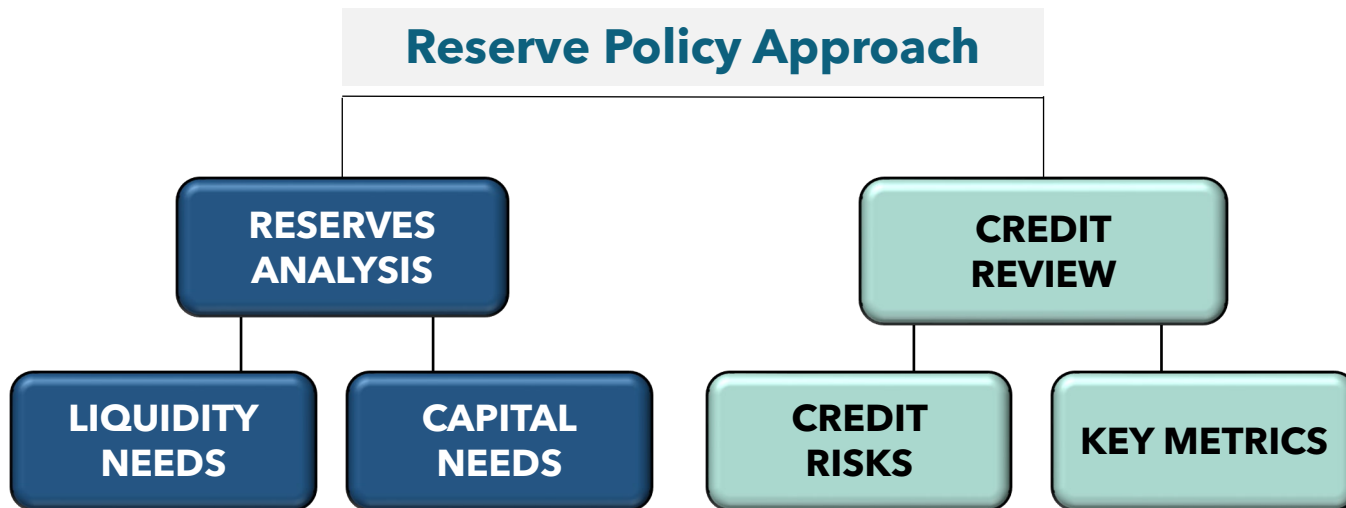 Reserve Policy Approach
RESERVES
ANALYSIS
CREDIT
REVIEW
LIQUIDITY
NEEDS
CAPITAL
NEEDS
CREDIT
RISKS
KEY METRICS